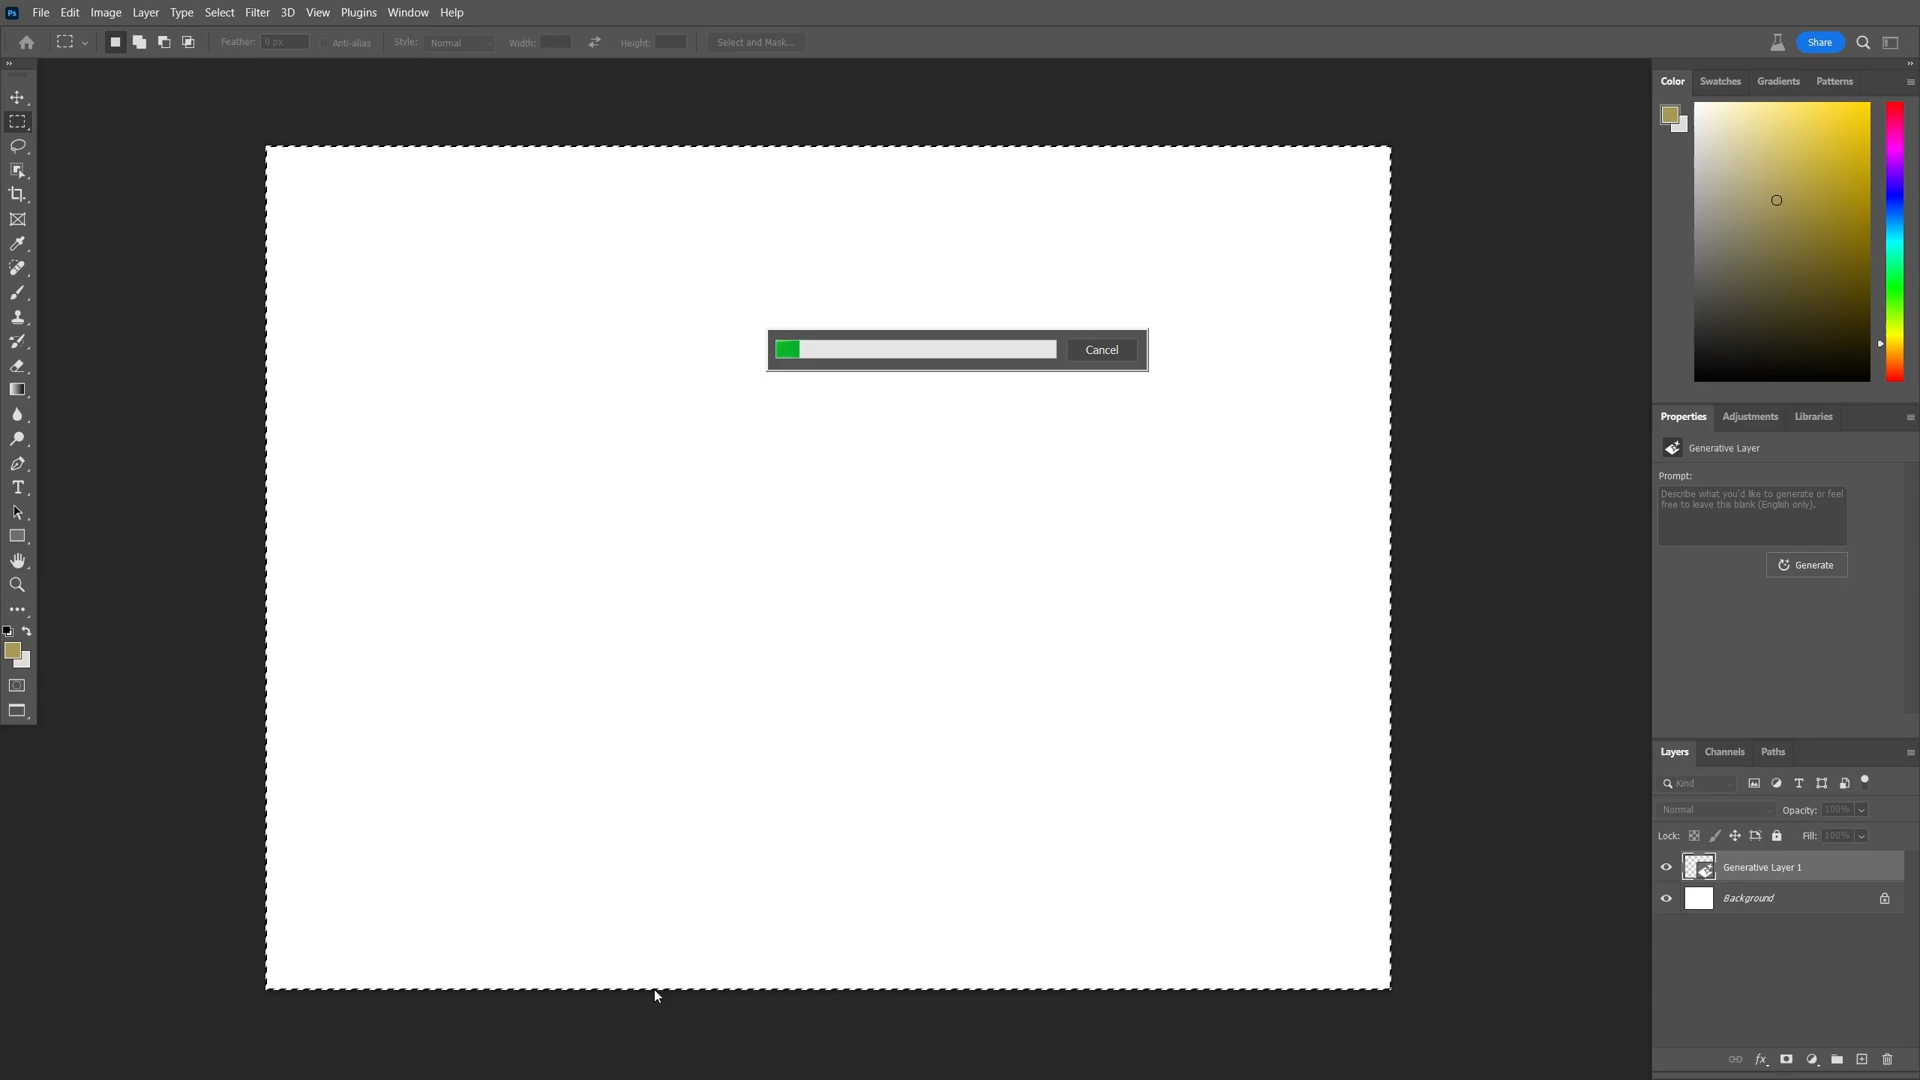 Ps File Edit Image Layer Type Select Filter 3D View Plugins Window Help
Feather: 0 px Anti-alias Style: Normal Width: Height: Select and Mask... Share
Color Swatches Gradients Patterns
Cancel
Properties Adjustments Libraries
Generative Layer
Prompt:
Describe what you'd like to generate or feel
free to leave this blank (English only).
Generate
Layers Channels Paths
Kind
Normal Opacity: 100%
Lock: Fill: 100%
Generative Layer 1
Background
fx